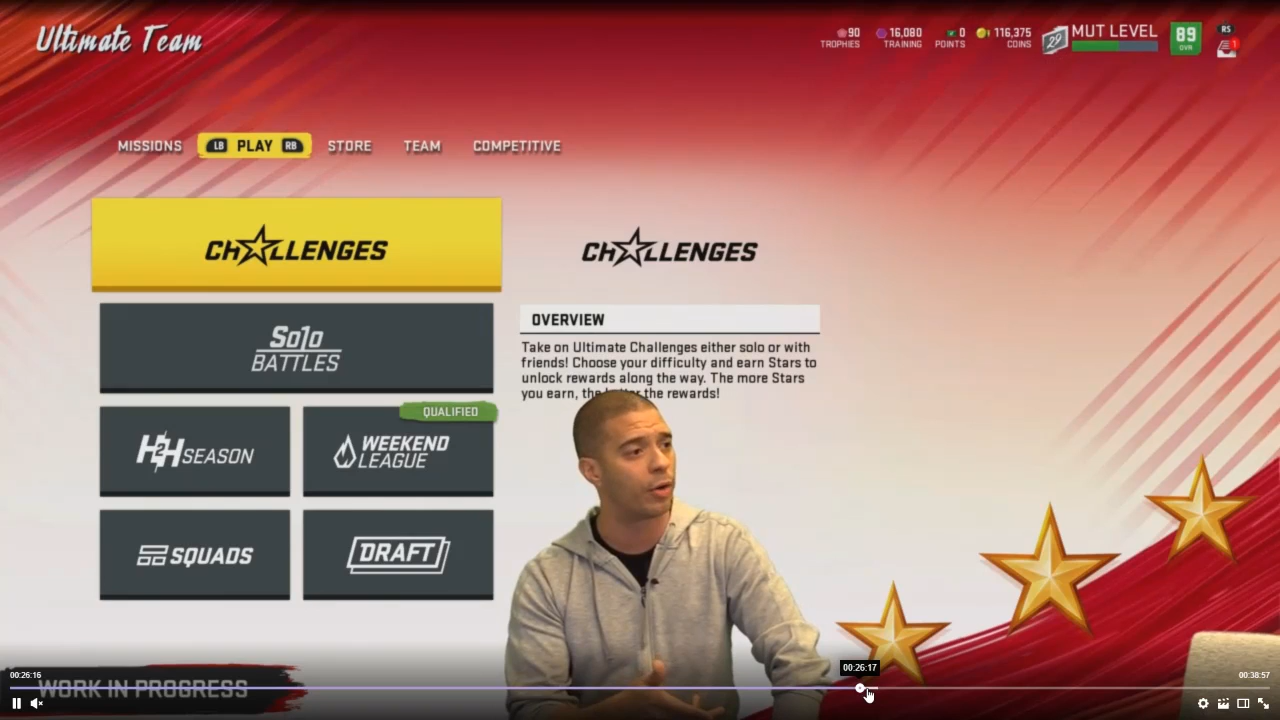 Ultimate Team
90
TROPHIES
16,080
TRAINING
0
POINTS
116,375
COINS
29
MUT LEVEL
89
OVR
RS
1
MISSIONS
LB PLAY RB
STORE
TEAM
COMPETITIVE
CHALLENGES
CHALLENGES
Solo
BATTLES
OVERVIEW
Take on Ultimate Challenges either solo or with
friends! Choose your difficulty and earn Stars to
unlock rewards along the way. The more Stars
you earn, the better the rewards!
QUALIFIED
H2H SEASON
WEEKEND
LEAGUE
SQUADS
DRAFT
00:26:17
00:26:16
00:38:57
WORK IN PROGRESS